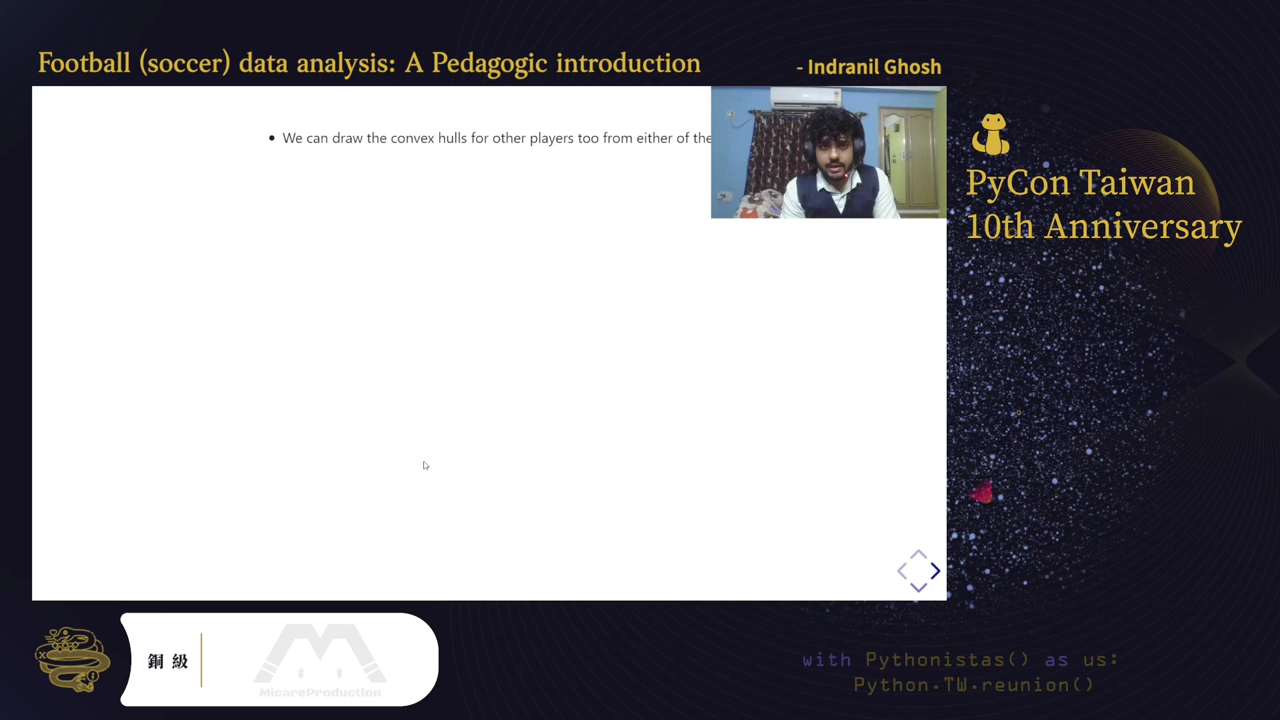 Football (soccer) data analysis: A Pedagogic introduction
- Indranil Ghosh
• We can draw the convex hulls for other players too from either of the
PyCon Taiwan
10th Anniversary
銅 級
MicareProduction
with Pythonistas() as us:
Python.TW.reunion()